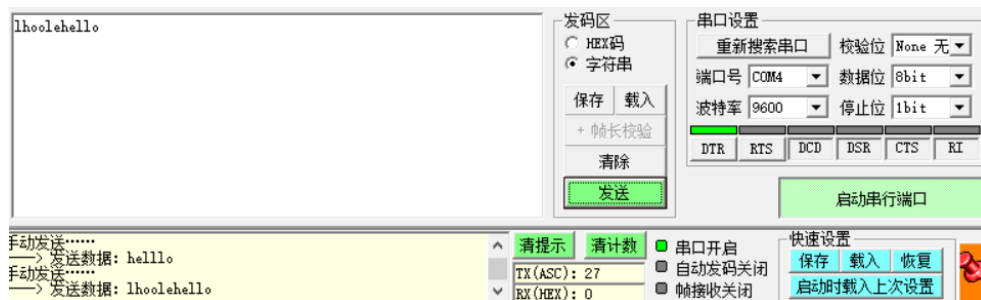 lhoolehello
发码区
HEX码
字符串
保存 载入
+ 帧长校验
清除
发送
串口设置
重新搜索串口 校验位 None 无
端口号 COM4 数据位 8bit
波特率 9600 停止位 1bit
DTR RTS DCD DSR CTS RI
启动串行端口
手动发送……
——> 发送数据: helllo
手动发送……
——> 发送数据: lhoolehello
清提示 清计数
TX(ASC): 27
RX(HEX): 0
串口开启
自动发码关闭
帧接收关闭
快速设置
保存 载入 恢复
启动时载入上次设置